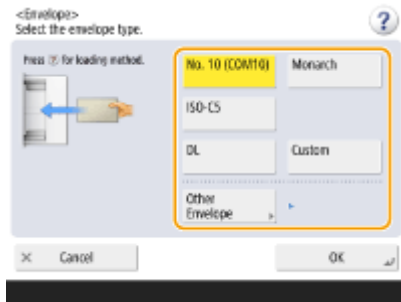 <Envelope>
Select the envelope type.
?
Press ? for loading method.
No. 10 (COM10)
Monarch
ISO-C5
DL
Custom
Other
Envelope
× Cancel
OK